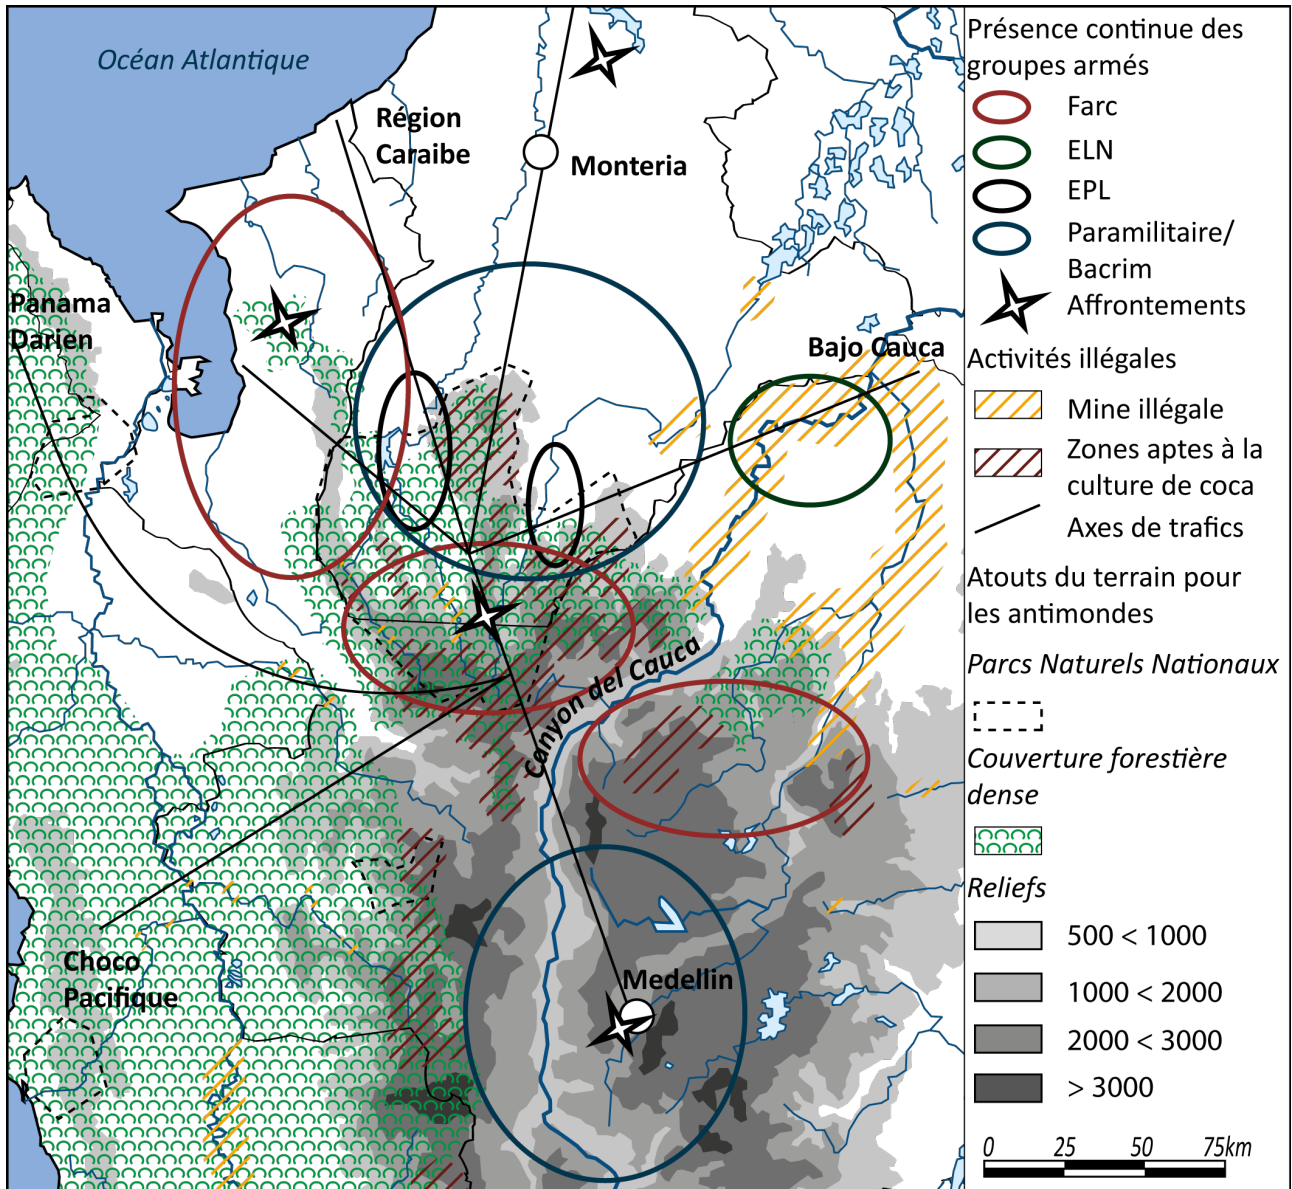 Océan Atlantique
Région
Caraibe
Monteria
Panama
Darien
Bajo Cauca
Canyon del Cauca
Choco
Pacifique
Medellin
Présence continue des
groupes armés
Farc
ELN
EPL
Paramilitaire/
Bacrim
Affrontements
Activités illégales
Mine illégale
Zones aptes à la
culture de coca
Axes de trafics
Atouts du terrain pour
les antimondes
Parcs Naturels Nationaux
Couverture forestière
dense
Reliefs
500 < 1000
1000 < 2000
2000 < 3000
> 3000
0 25 50 75km